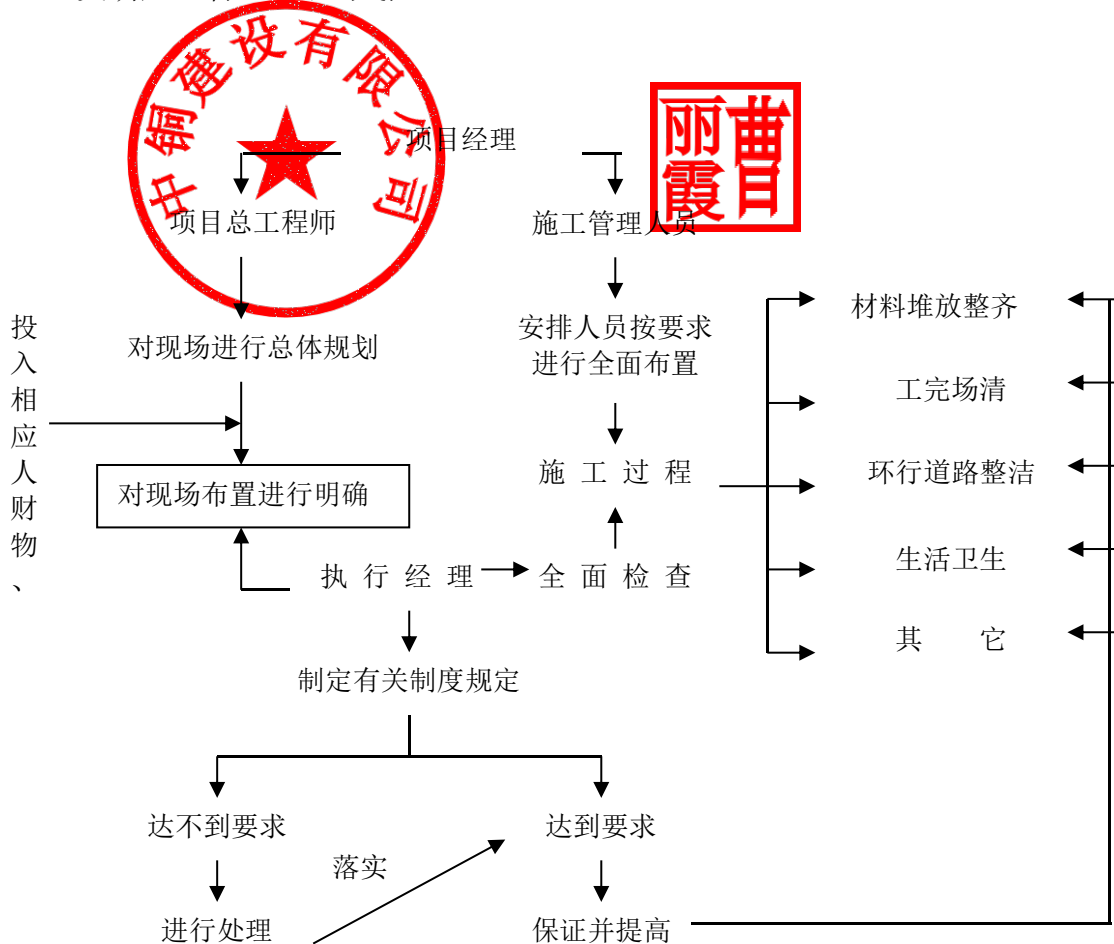 中铜建设有限公司
曹丽霞
项目经理
项目总工程师
施工管理人员
投入相应人财物、
对现场进行总体规划
安排人员按要求
进行全面布置
材料堆放整齐
工完场清
对现场布置进行明确
施工过程
环行道路整洁
执行经理
全面检查
生活卫生
其它
制定有关制度规定
达不到要求
达到要求
落实
进行处理
保证并提高